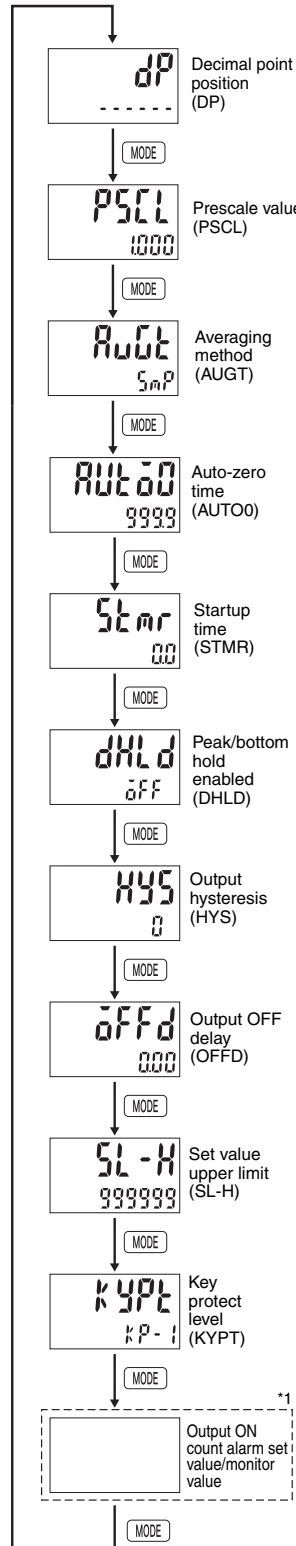 dP
Decimal point
position
(DP)
------
MODE
PSCL
1.000
Prescale value
(PSCL)
MODE
AvGt
SmP
Averaging
method
(AUGT)
MODE
AUto0
999.9
Auto-zero
time
(AUTO0)
MODE
Stmr
0.0
Startup
time
(STMR)
MODE
dHLd
oFF
Peak/bottom
hold
enabled
(DHLD)
MODE
HYS
0
Output
hysteresis
(HYS)
MODE
oFFd
0.00
Output OFF
delay
(OFFD)
MODE
SL-H
999999
Set value
upper limit
(SL-H)
MODE
KYPt
KP-1
Key
protect
level
(KYPT)
MODE
*1
Output ON
count alarm set
value/monitor
value
MODE